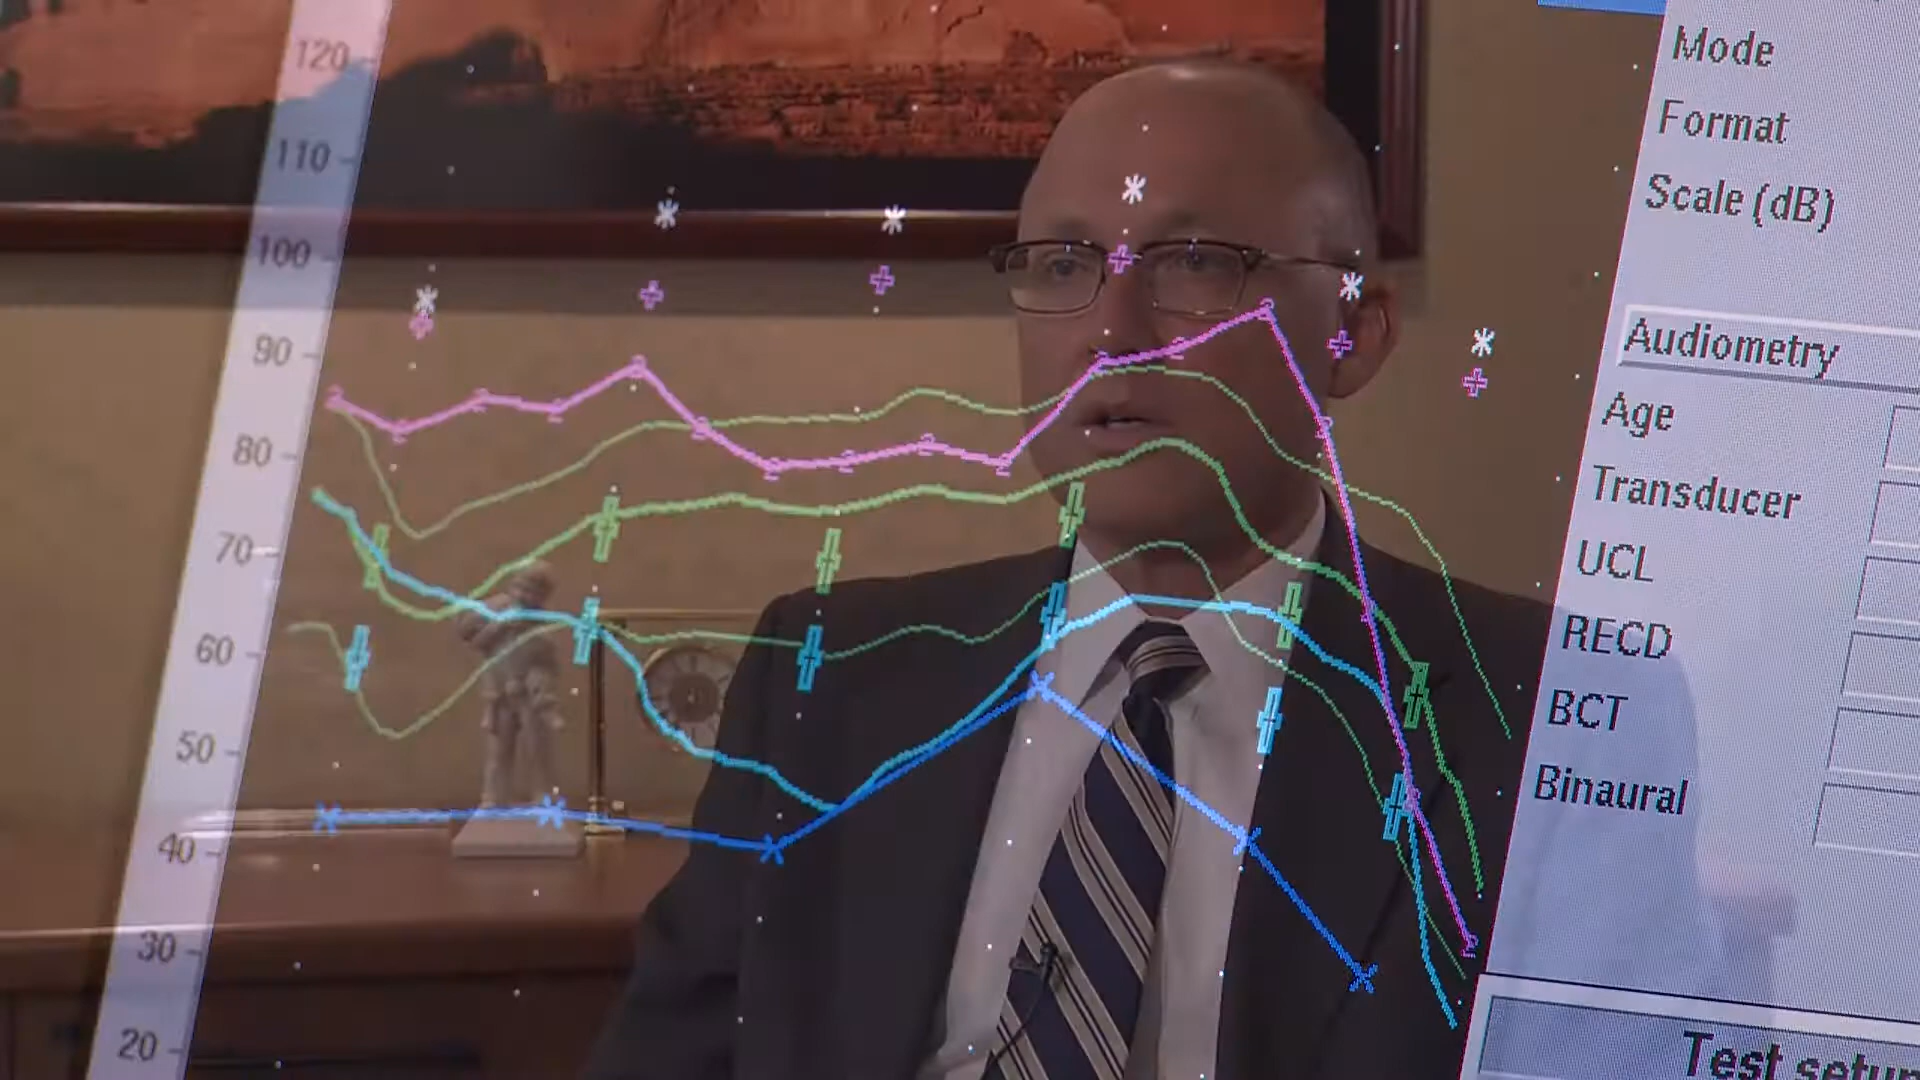 120
110
100
90
80
70
60
50
40
30
20
Mode
Format
Scale (dB)
Audiometry
Age
Transducer
UCL
RECD
BCT
Binaural
Test setup